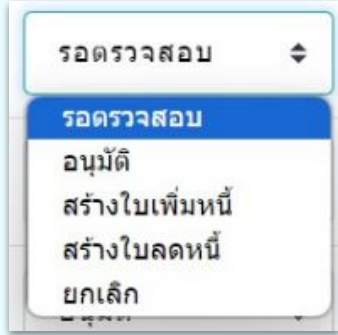 รอตรวจสอบ
รอตรวจสอบ
อนุมัติ
สร้างใบเพิ่มหนี้
สร้างใบลดหนี้
ยกเลิก